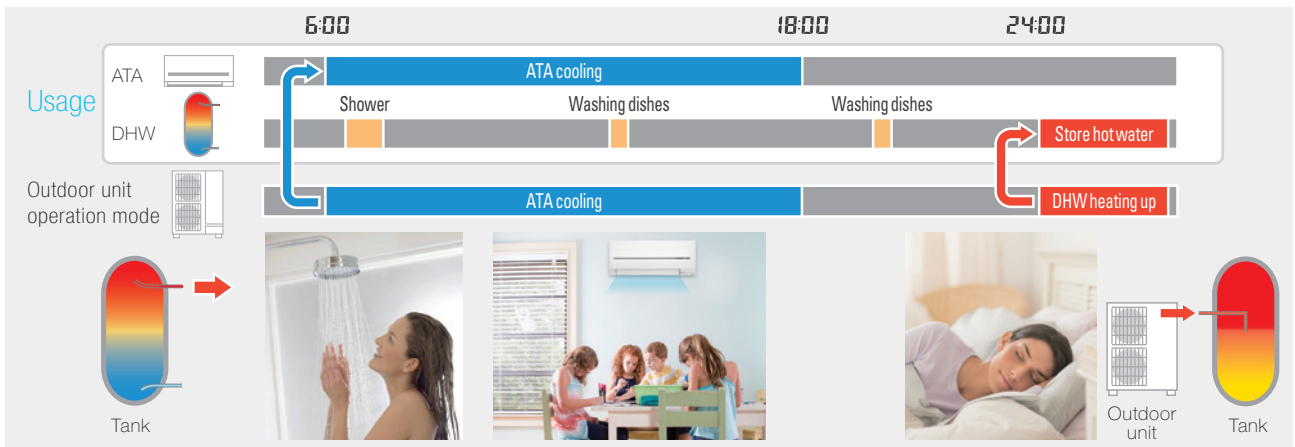 6:00
18:00
24:00
Usage
ATA
ATA cooling
Shower
Washing dishes
Washing dishes
DHW
Store hot water
Outdoor unit
operation mode
ATA cooling
DHW heating up
Tank
Outdoor
unit
Tank